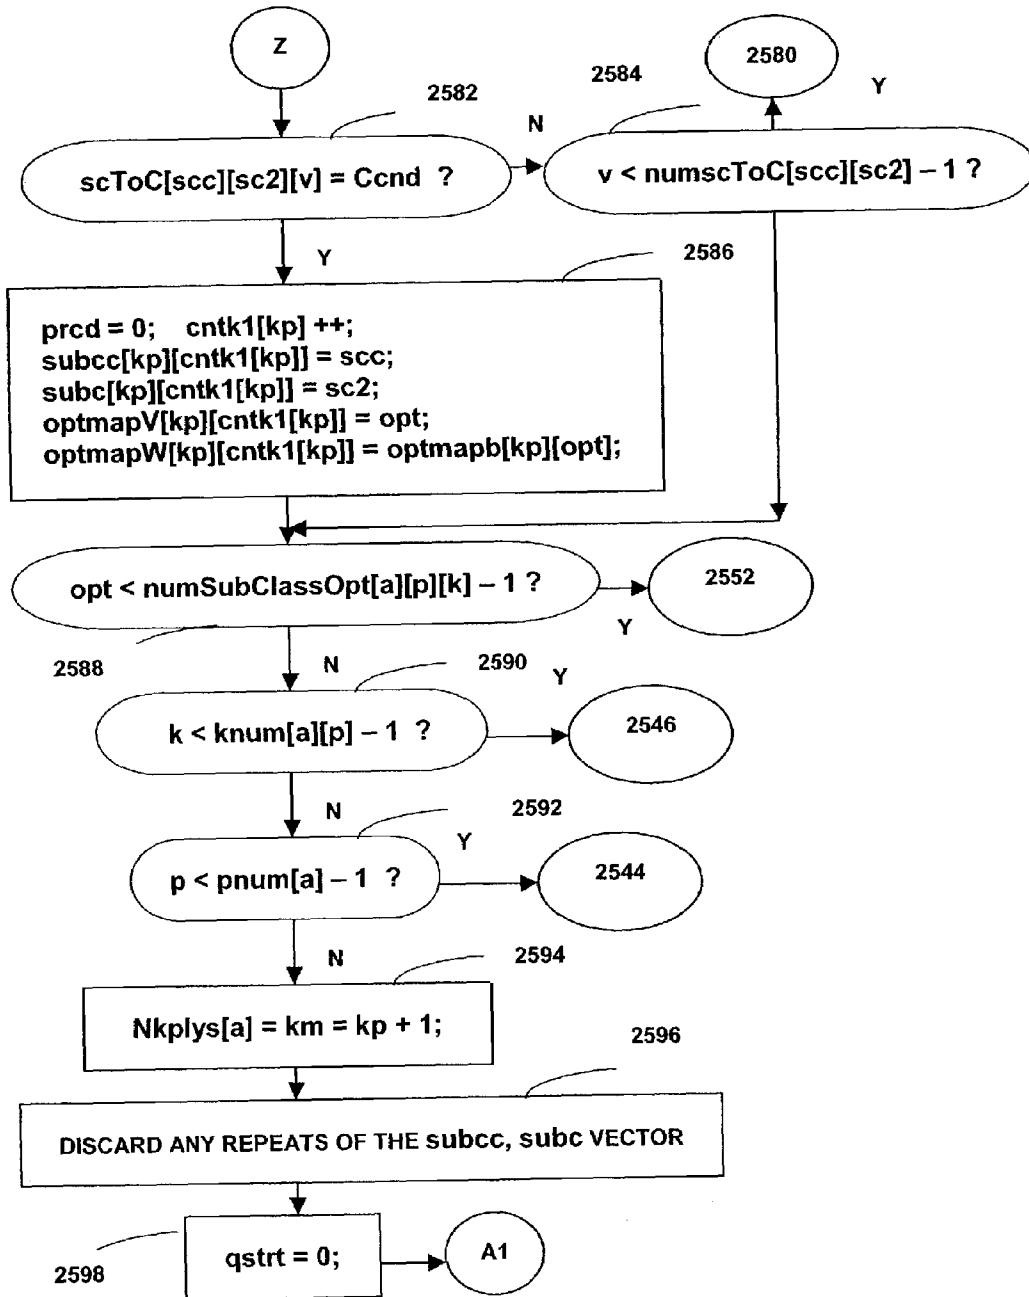 Z
2580
2582
2584
Y
N
scToC[scc][sc2][v] = Ccnd ?
v < numscToC[scc][sc2] – 1 ?
Y
2586
prcd = 0; cntk1[kp] ++;
subcc[kp][cntk1[kp]] = scc;
subc[kp][cntk1[kp]] = sc2;
optmapV[kp][cntk1[kp]] = opt;
optmapW[kp][cntk1[kp]] = optmapb[kp][opt];
opt < numSubClassOpt[a][p][k] – 1 ?
2552
Y
2588
N
2590
Y
k < knum[a][p] – 1 ?
2546
N
2592
Y
p < pnum[a] – 1 ?
2544
N
2594
Nkplys[a] = km = kp + 1;
2596
DISCARD ANY REPEATS OF THE subcc, subc VECTOR
qstrt = 0;
A1
2598